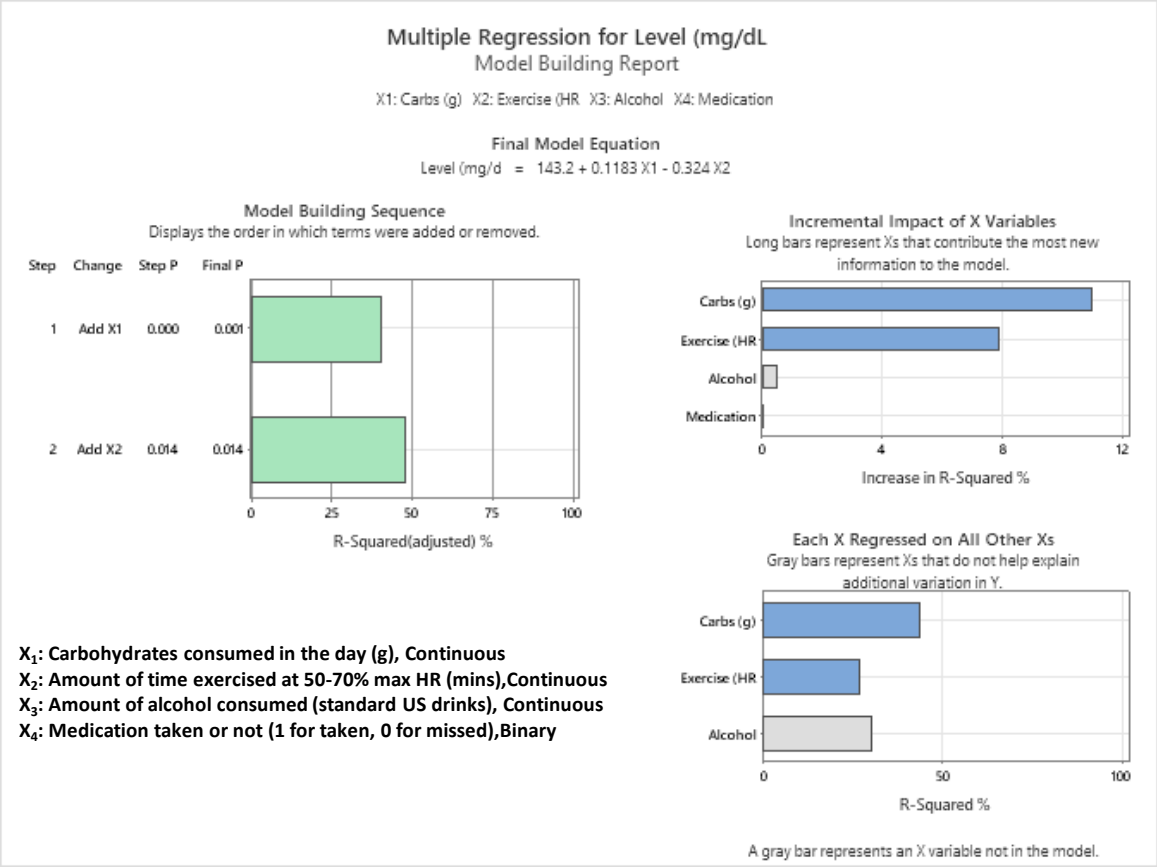 Multiple Regression for Level (mg/dL
Model Building Report
X1: Carbs (g) X2: Exercise (HR X3: Alcohol X4: Medication
Final Model Equation
Level (mg/d = 143.2 + 0.1183 X1 - 0.324 X2
Model Building Sequence
Displays the order in which terms were added or removed.
Step Change Step P Final P
1 Add X1 0.000 0.001
2 Add X2 0.014 0.014
0 25 50 75 100
R-Squared(adjusted) %
Incremental Impact of X Variables
Long bars represent Xs that contribute the most new
information to the model.
Carbs (g)
Exercise (HR
Alcohol
Medication
0 4 8 12
Increase in R-Squared %
Each X Regressed on All Other Xs
Gray bars represent Xs that do not help explain
additional variation in Y.
Carbs (g)
Exercise (HR
Alcohol
0 50 100
R-Squared %
A gray bar represents an X variable not in the model.
X₁: Carbohydrates consumed in the day (g), Continuous
X₂: Amount of time exercised at 50-70% max HR (mins),Continuous
X₃: Amount of alcohol consumed (standard US drinks), Continuous
X₄: Medication taken or not (1 for taken, 0 for missed),Binary